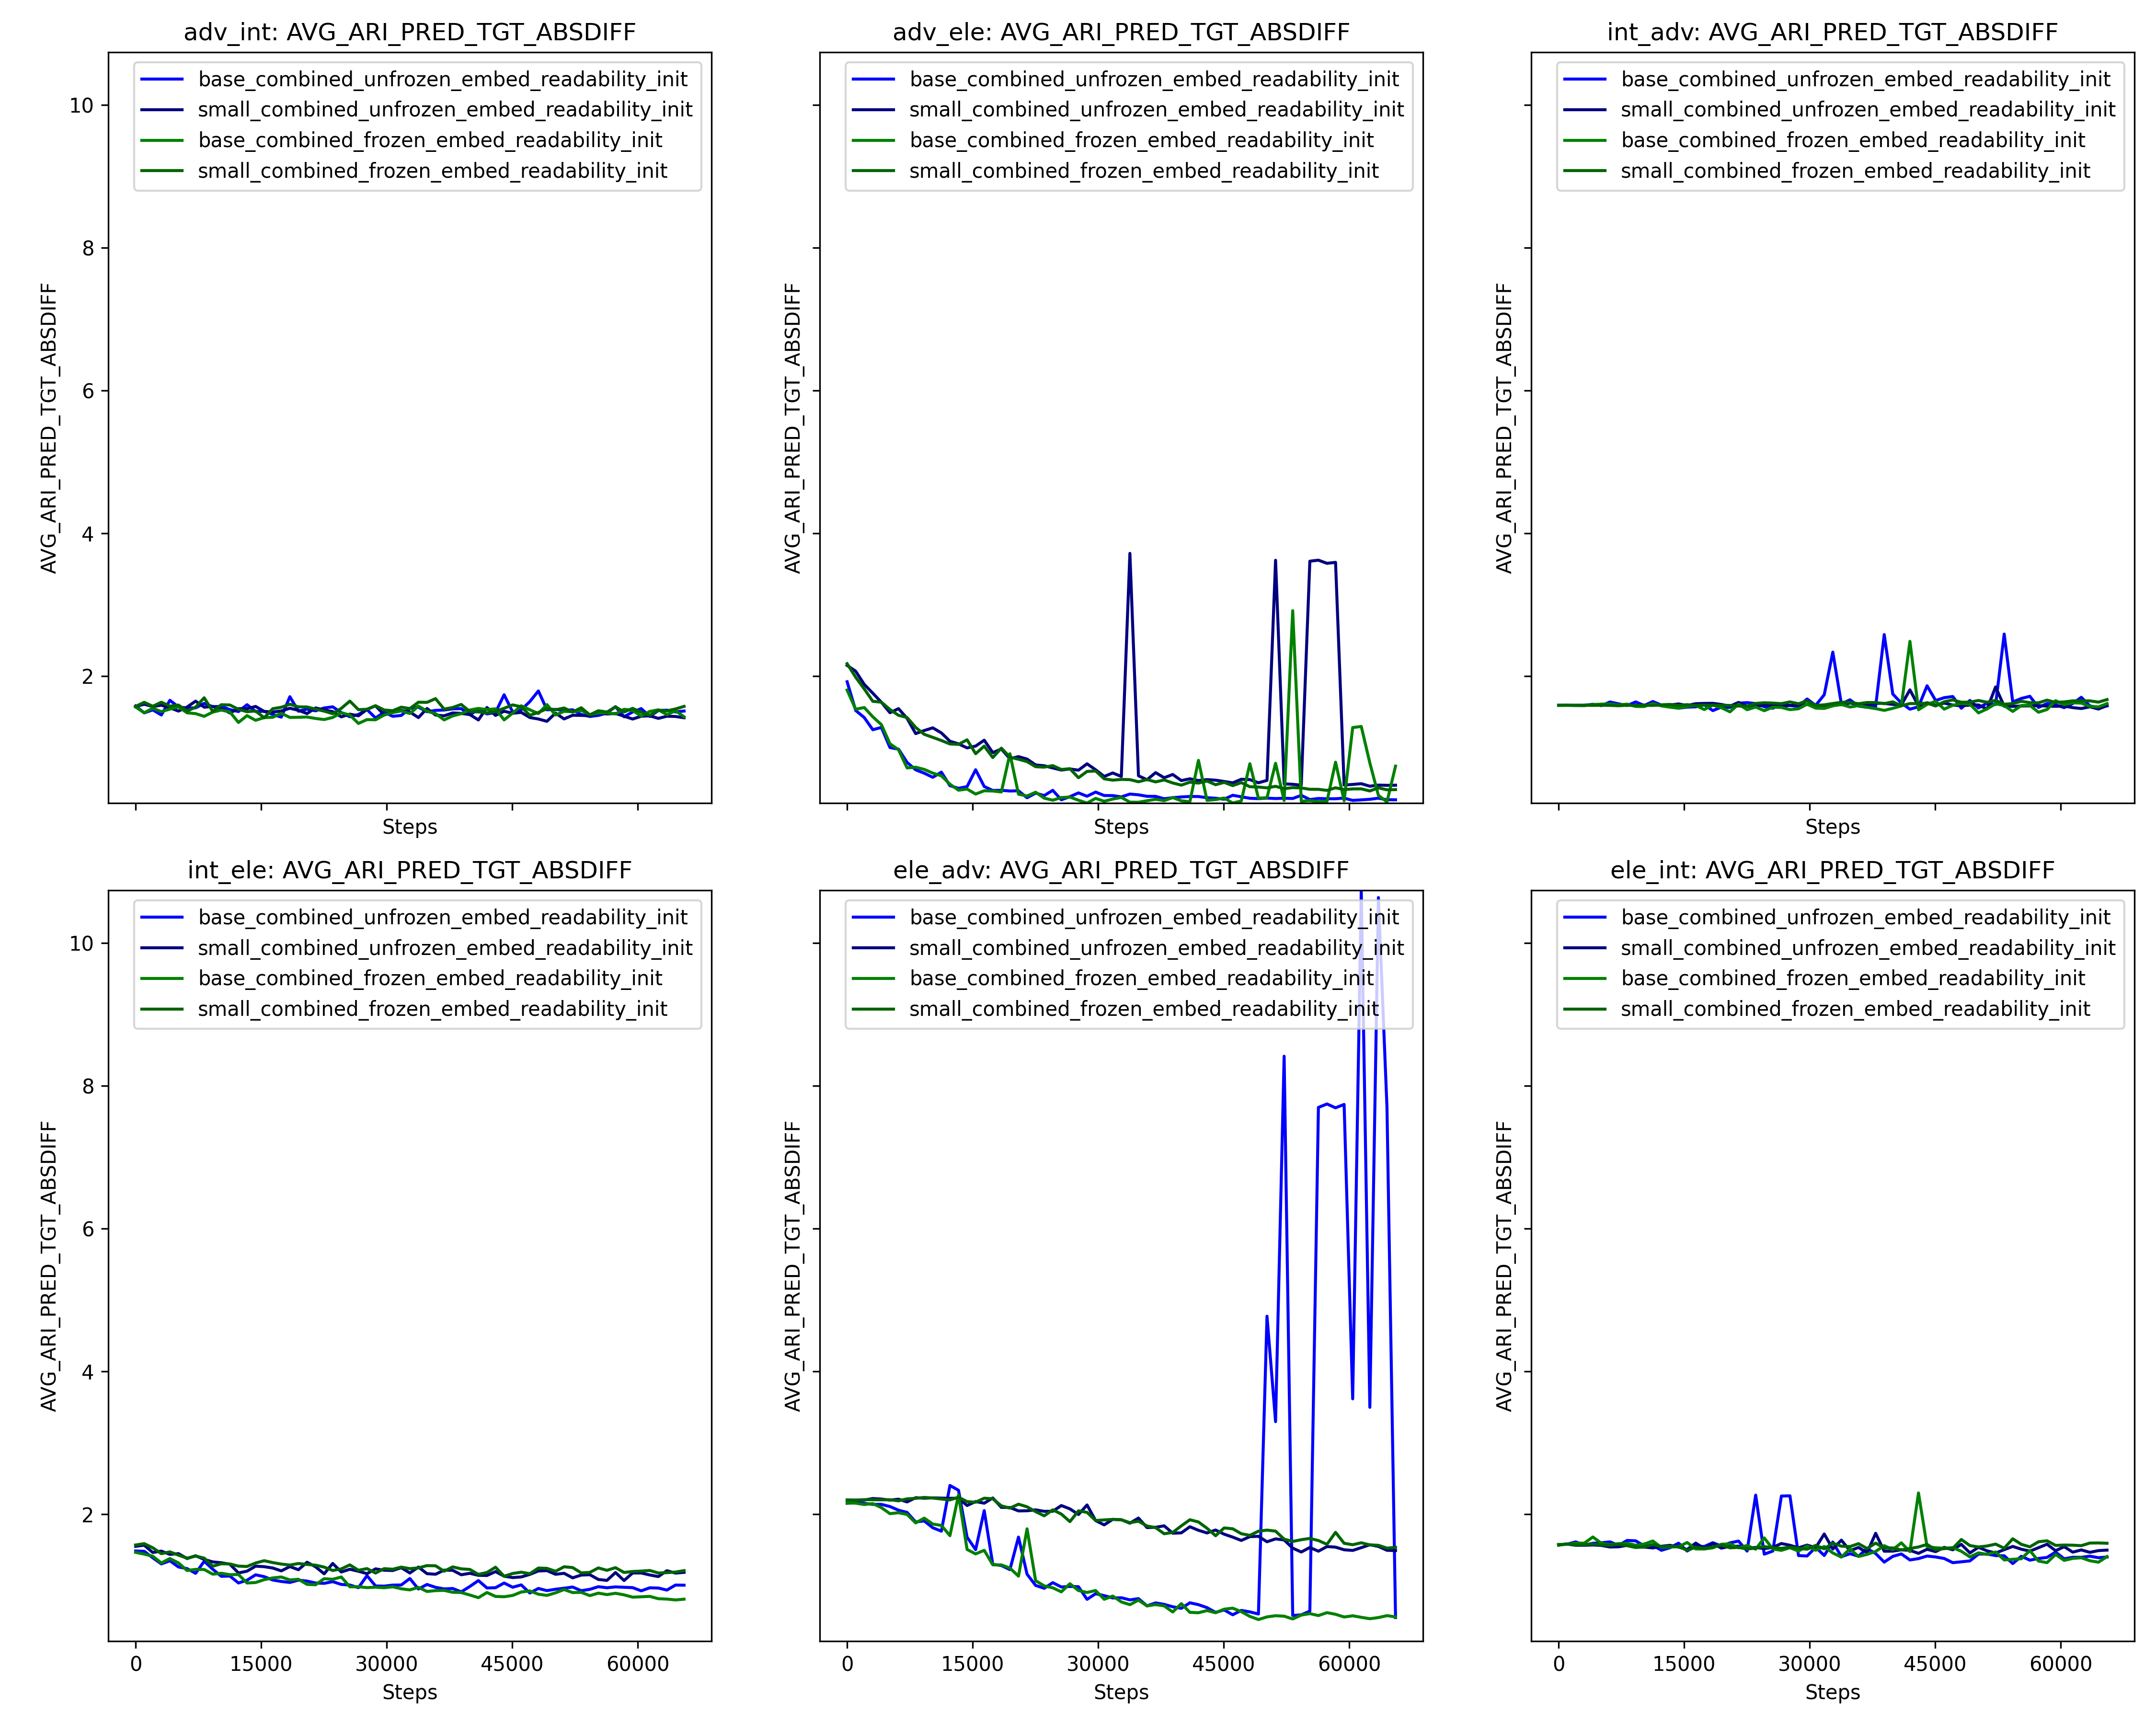 adv_int: AVG_ARI_PRED_TGT_ABSDIFF
base_combined_unfrozen_embed_readability_init
small_combined_unfrozen_embed_readability_init
base_combined_frozen_embed_readability_init
small_combined_frozen_embed_readability_init
10
8
6
4
2
AVG_ARI_PRED_TGT_ABSDIFF
Steps
adv_ele: AVG_ARI_PRED_TGT_ABSDIFF
base_combined_unfrozen_embed_readability_init
small_combined_unfrozen_embed_readability_init
base_combined_frozen_embed_readability_init
small_combined_frozen_embed_readability_init
AVG_ARI_PRED_TGT_ABSDIFF
Steps
int_adv: AVG_ARI_PRED_TGT_ABSDIFF
base_combined_unfrozen_embed_readability_init
small_combined_unfrozen_embed_readability_init
base_combined_frozen_embed_readability_init
small_combined_frozen_embed_readability_init
AVG_ARI_PRED_TGT_ABSDIFF
Steps
int_ele: AVG_ARI_PRED_TGT_ABSDIFF
base_combined_unfrozen_embed_readability_init
small_combined_unfrozen_embed_readability_init
base_combined_frozen_embed_readability_init
small_combined_frozen_embed_readability_init
10
8
6
4
2
AVG_ARI_PRED_TGT_ABSDIFF
0 15000 30000 45000 60000
Steps
ele_adv: AVG_ARI_PRED_TGT_ABSDIFF
base_combined_unfrozen_embed_readability_init
small_combined_unfrozen_embed_readability_init
base_combined_frozen_embed_readability_init
small_combined_frozen_embed_readability_init
AVG_ARI_PRED_TGT_ABSDIFF
0 15000 30000 45000 60000
Steps
ele_int: AVG_ARI_PRED_TGT_ABSDIFF
base_combined_unfrozen_embed_readability_init
small_combined_unfrozen_embed_readability_init
base_combined_frozen_embed_readability_init
small_combined_frozen_embed_readability_init
AVG_ARI_PRED_TGT_ABSDIFF
0 15000 30000 45000 60000
Steps